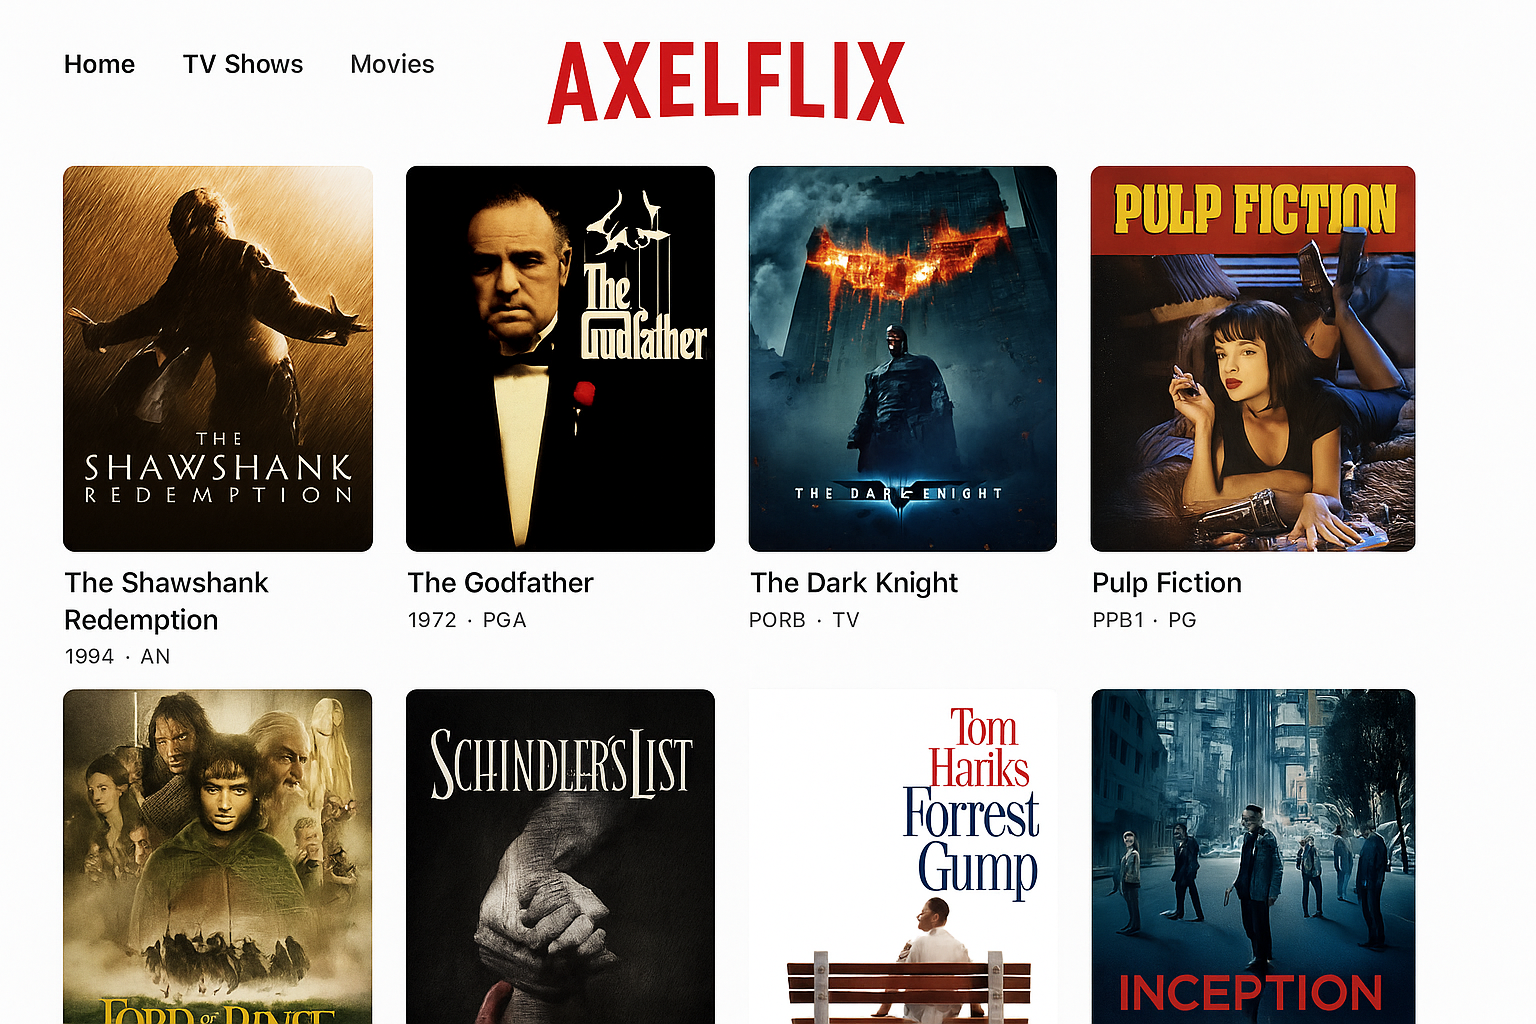 Home TV Shows Movies
AXELFLIX
THE
SHAWSHANK
REDEMPTION
The
Godfather
THE DARK ENIGHT
PULP FICTION
The Shawshank
Redemption
1994 · AN
The Godfather
1972 · PGA
The Dark Knight
PORB · TV
Pulp Fiction
PPB1 · PG
SCHINDLER'S LIST
Tom
Hariks
Forrest
Gump
INCEPTION